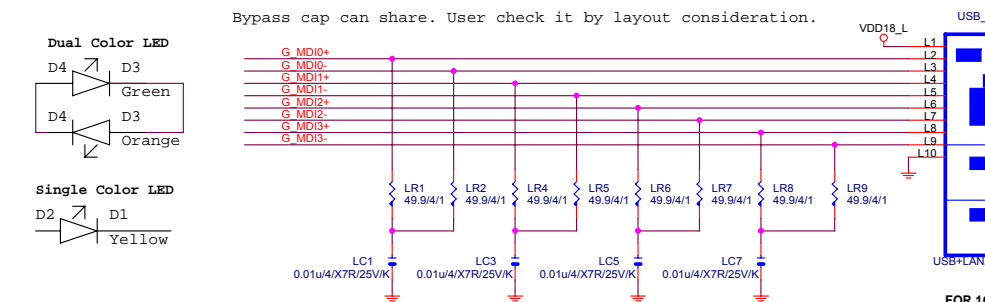 Bypass cap can share. User check it by layout consideration.
VDD18_L
USB_
Dual Color LED
D4 D3
Green
D4 D3
Orange
Single Color LED
D2 D1
Yellow
G_MDI0+
G_MDI0-
G_MDI1+
G_MDI1-
G_MDI2+
G_MDI2-
G_MDI3+
G_MDI3-
L1
L2
L3
L4
L5
L6
L7
L8
L9
L10
LR1 LR2 LR4 LR5 LR6 LR7 LR8 LR9
49.9/4/1 49.9/4/1 49.9/4/1 49.9/4/1 49.9/4/1 49.9/4/1 49.9/4/1 49.9/4/1
LC1 LC3 LC5 LC7
0.01u/4/X7R/25V/K 0.01u/4/X7R/25V/K 0.01u/4/X7R/25V/K 0.01u/4/X7R/25V/K
USB+LAN